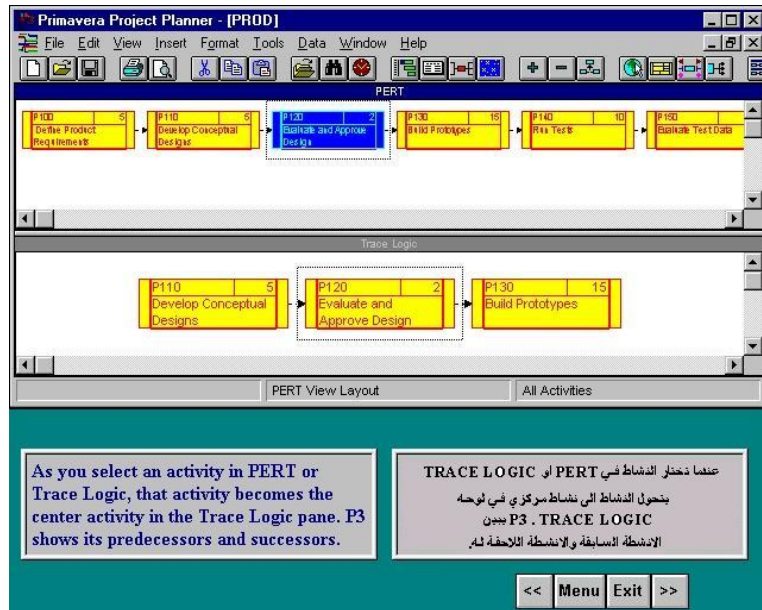 Primavera Project Planner - [PROD]
File Edit View Insert Format Tools Data Window Help
PERT
P100 5
Define Product
Requirements
P110 5
Develop Conceptual
Designs
P120 2
Evaluate and Approve
Design
P130 15
Build Prototypes
P140 10
Run Tests
P150
Evaluate Test Data
Trace Logic
P110 5
Develop Conceptual
Designs
P120 2
Evaluate and
Approve Design
P130 15
Build Prototypes
PERT View Layout
All Activities
As you select an activity in PERT or
Trace Logic, that activity becomes the
center activity in the Trace Logic pane. P3
shows its predecessors and successors.
عندما تختار النشاط في PERT او TRACE LOGIC
يتحول النشاط الى نشاط مركزي في لوحه
P3 . TRACE LOGIC يبين
الانشطة السابقة والانشطة اللاحقة له.
<< Menu Exit >>